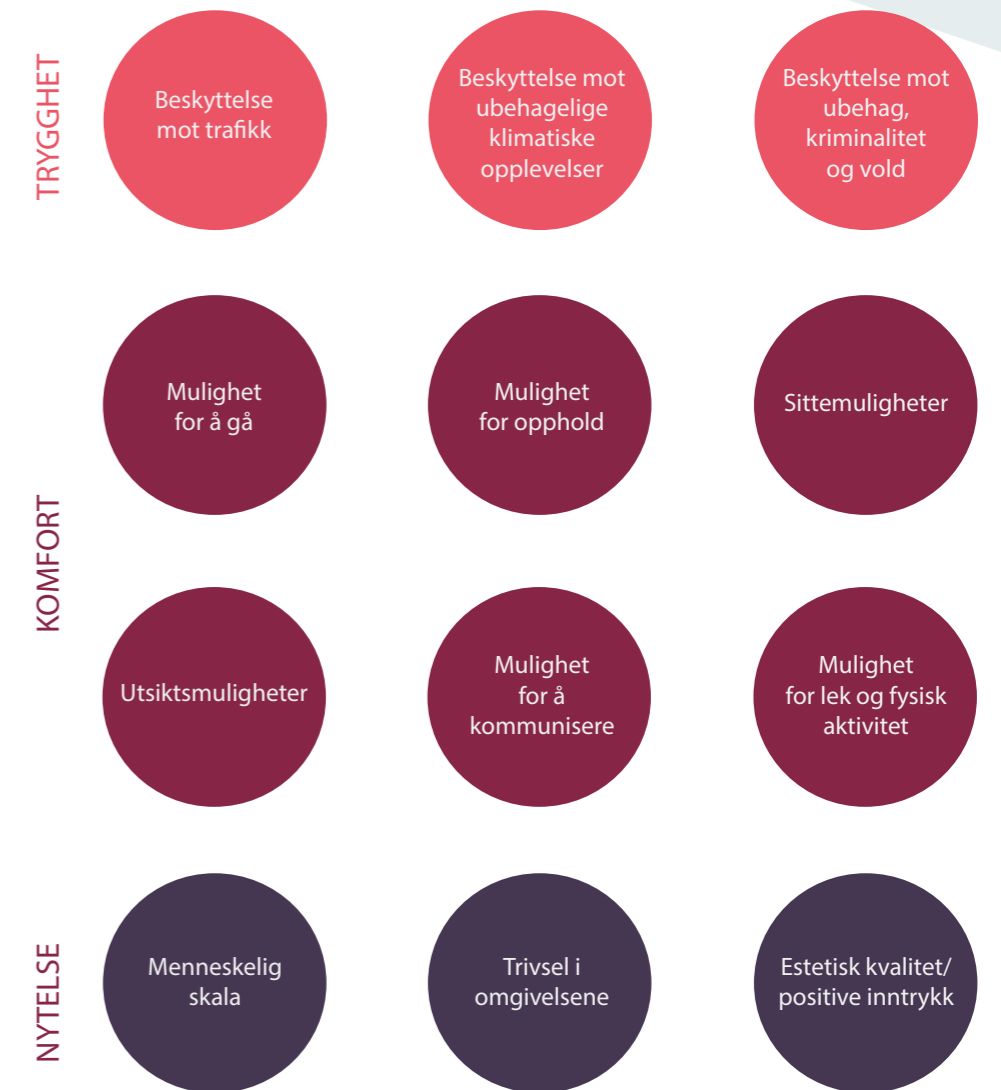 TRYGGHET
Beskyttelse
mot trafikk
Beskyttelse mot
ubehagelige
klimatiske
opplevelser
Beskyttelse mot
ubehag,
kriminalitet
og vold
KOMFORT
Mulighet
for å gå
Mulighet
for opphold
Sittemuligheter
Utsiktsmuligheter
Mulighet
for å
kommunisere
Mulighet
for lek og fysisk
aktivitet
NYTELSE
Menneskelig
skala
Trivsel i
omgivelsene
Estetisk kvalitet/
positive inntrykk